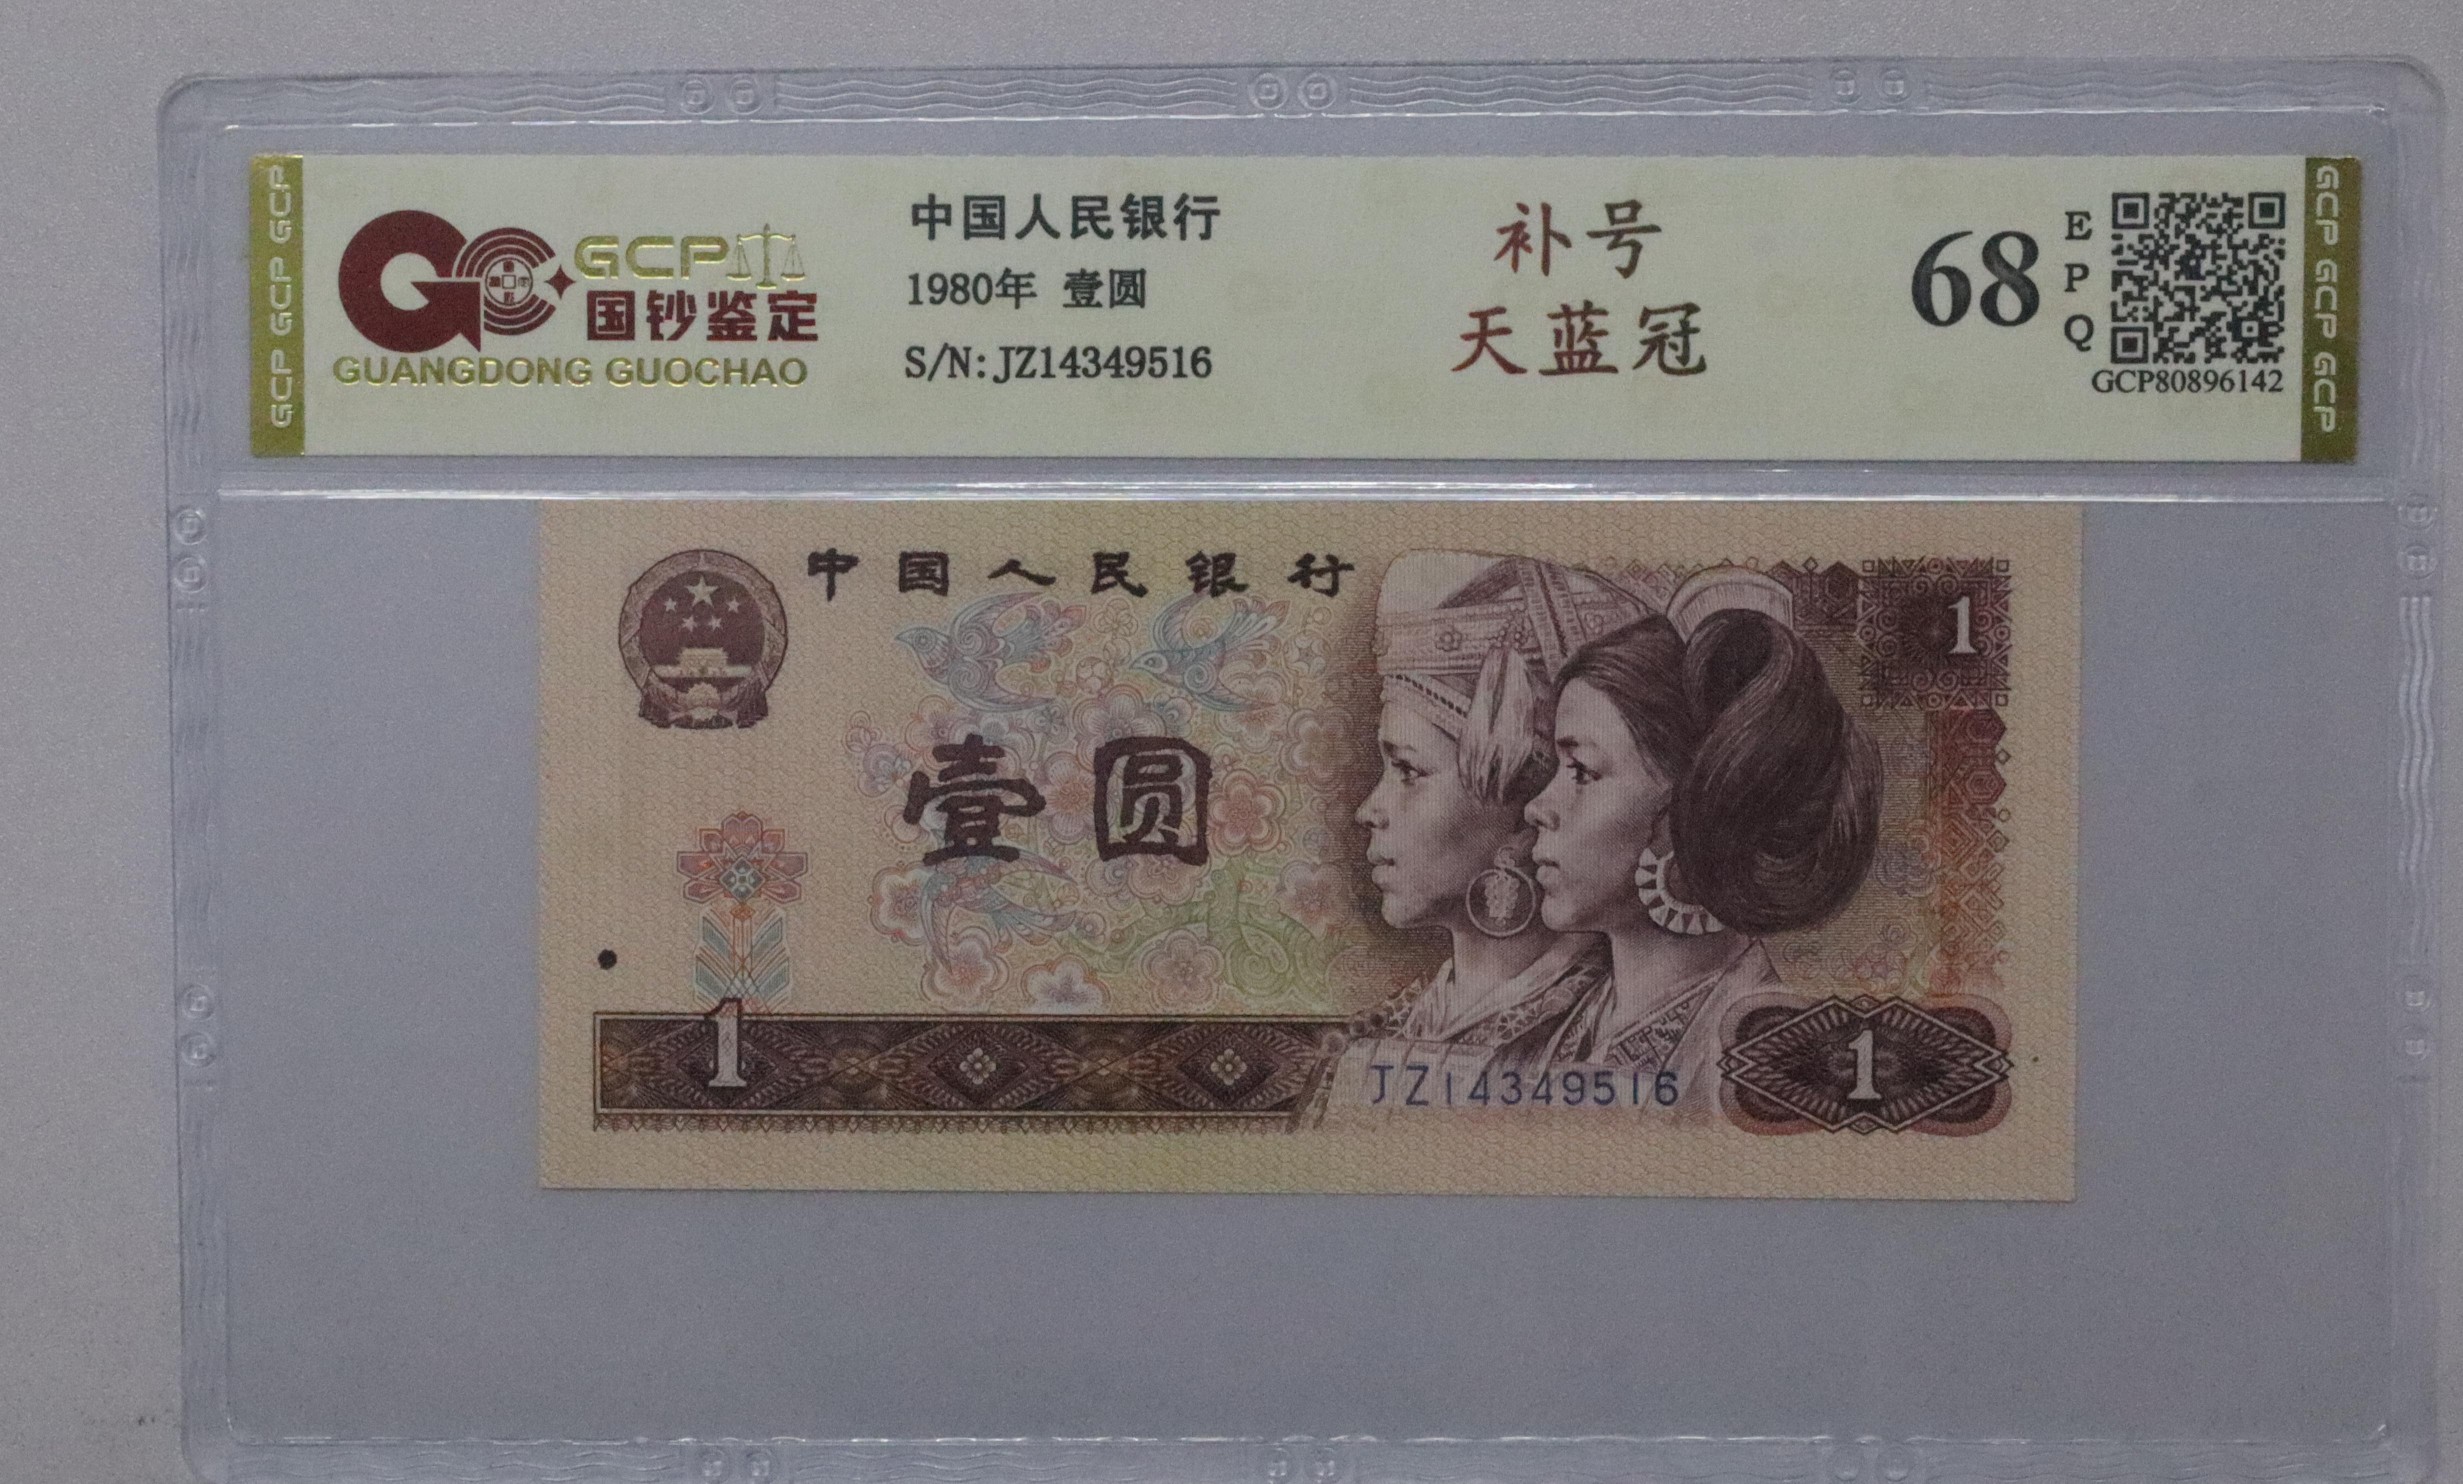 GCP GCP GCP
GCP
国钞鉴定
GUANGDONG GUOCHAO
中国人民银行
1980年 壹圆
S/N: JZ14349516
补号
天蓝冠
68
E
P
Q
GCP80896142
GCP GCP GCP
中国人民银行
1
壹圆
1
JZ14349516
1